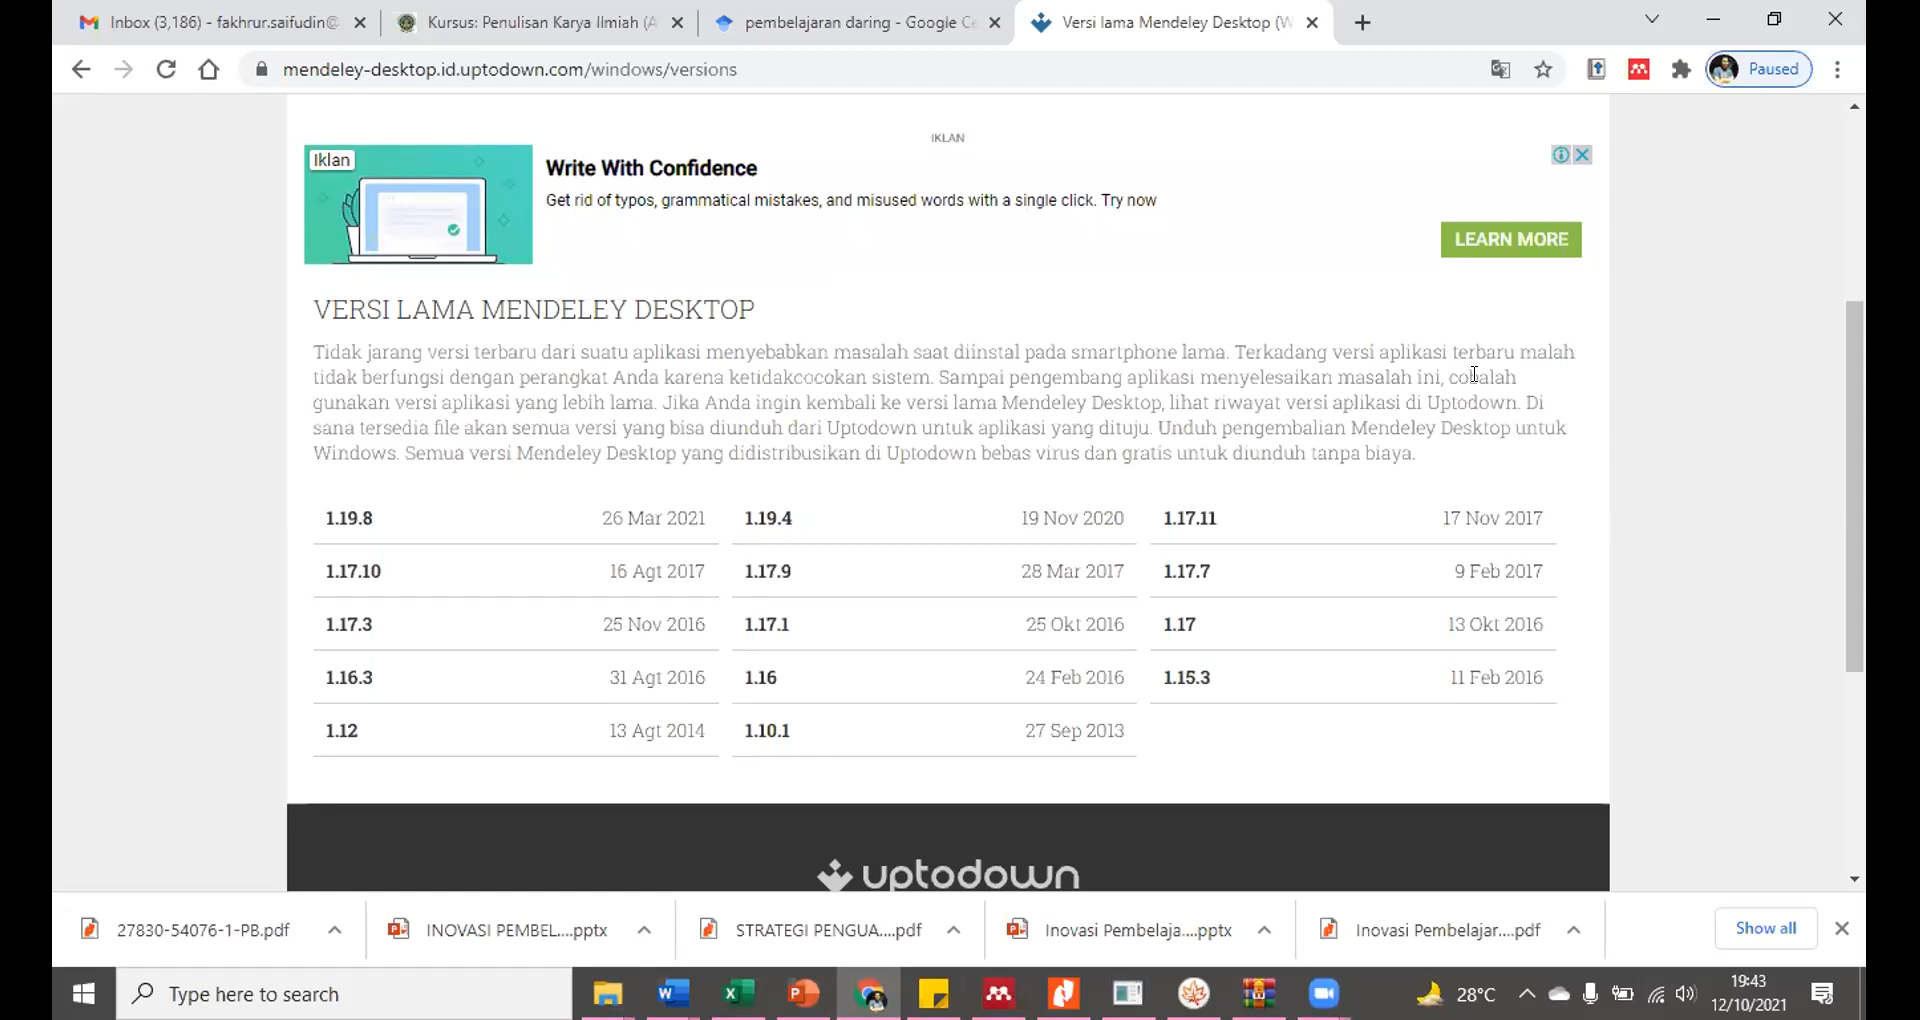 Inbox (3,186) - fakhrur.saifudin@
Kursus: Penulisan Karya Ilmiah (A
pembelajaran daring - Google Ce
Versi lama Mendeley Desktop (W
mendeley-desktop.id.uptodown.com/windows/versions
Paused
IKLAN
Iklan
Write With Confidence
Get rid of typos, grammatical mistakes, and misused words with a single click. Try now
LEARN MORE
VERSI LAMA MENDELEY DESKTOP
Tidak jarang versi terbaru dari suatu aplikasi menyebabkan masalah saat diinstal pada smartphone lama. Terkadang versi aplikasi terbaru malah
tidak berfungsi dengan perangkat Anda karena ketidakcocokan sistem. Sampai pengembang aplikasi menyelesaikan masalah ini, cobalah
gunakan versi aplikasi yang lebih lama. Jika Anda ingin kembali ke versi lama Mendeley Desktop, lihat riwayat versi aplikasi di Uptodown. Di
sana tersedia file akan semua versi yang bisa diunduh dari Uptodown untuk aplikasi yang dituju. Unduh pengembalian Mendeley Desktop untuk
Windows. Semua versi Mendeley Desktop yang didistribusikan di Uptodown bebas virus dan gratis untuk diunduh tanpa biaya.
1.19.8 26 Mar 2021 1.19.4 19 Nov 2020 1.17.11 17 Nov 2017
1.17.10 16 Agt 2017 1.17.9 28 Mar 2017 1.17.7 9 Feb 2017
1.17.3 25 Nov 2016 1.17.1 25 Okt 2016 1.17 13 Okt 2016
1.16.3 31 Agt 2016 1.16 24 Feb 2016 1.15.3 11 Feb 2016
1.12 13 Agt 2014 1.10.1 27 Sep 2013
uptodown
27830-54076-1-PB.pdf
INOVASI PEMBEL....pptx
STRATEGI PENGUA....pdf
Inovasi Pembelaja....pptx
Inovasi Pembelajar....pdf
Show all
Type here to search
28°C
19:43
12/10/2021